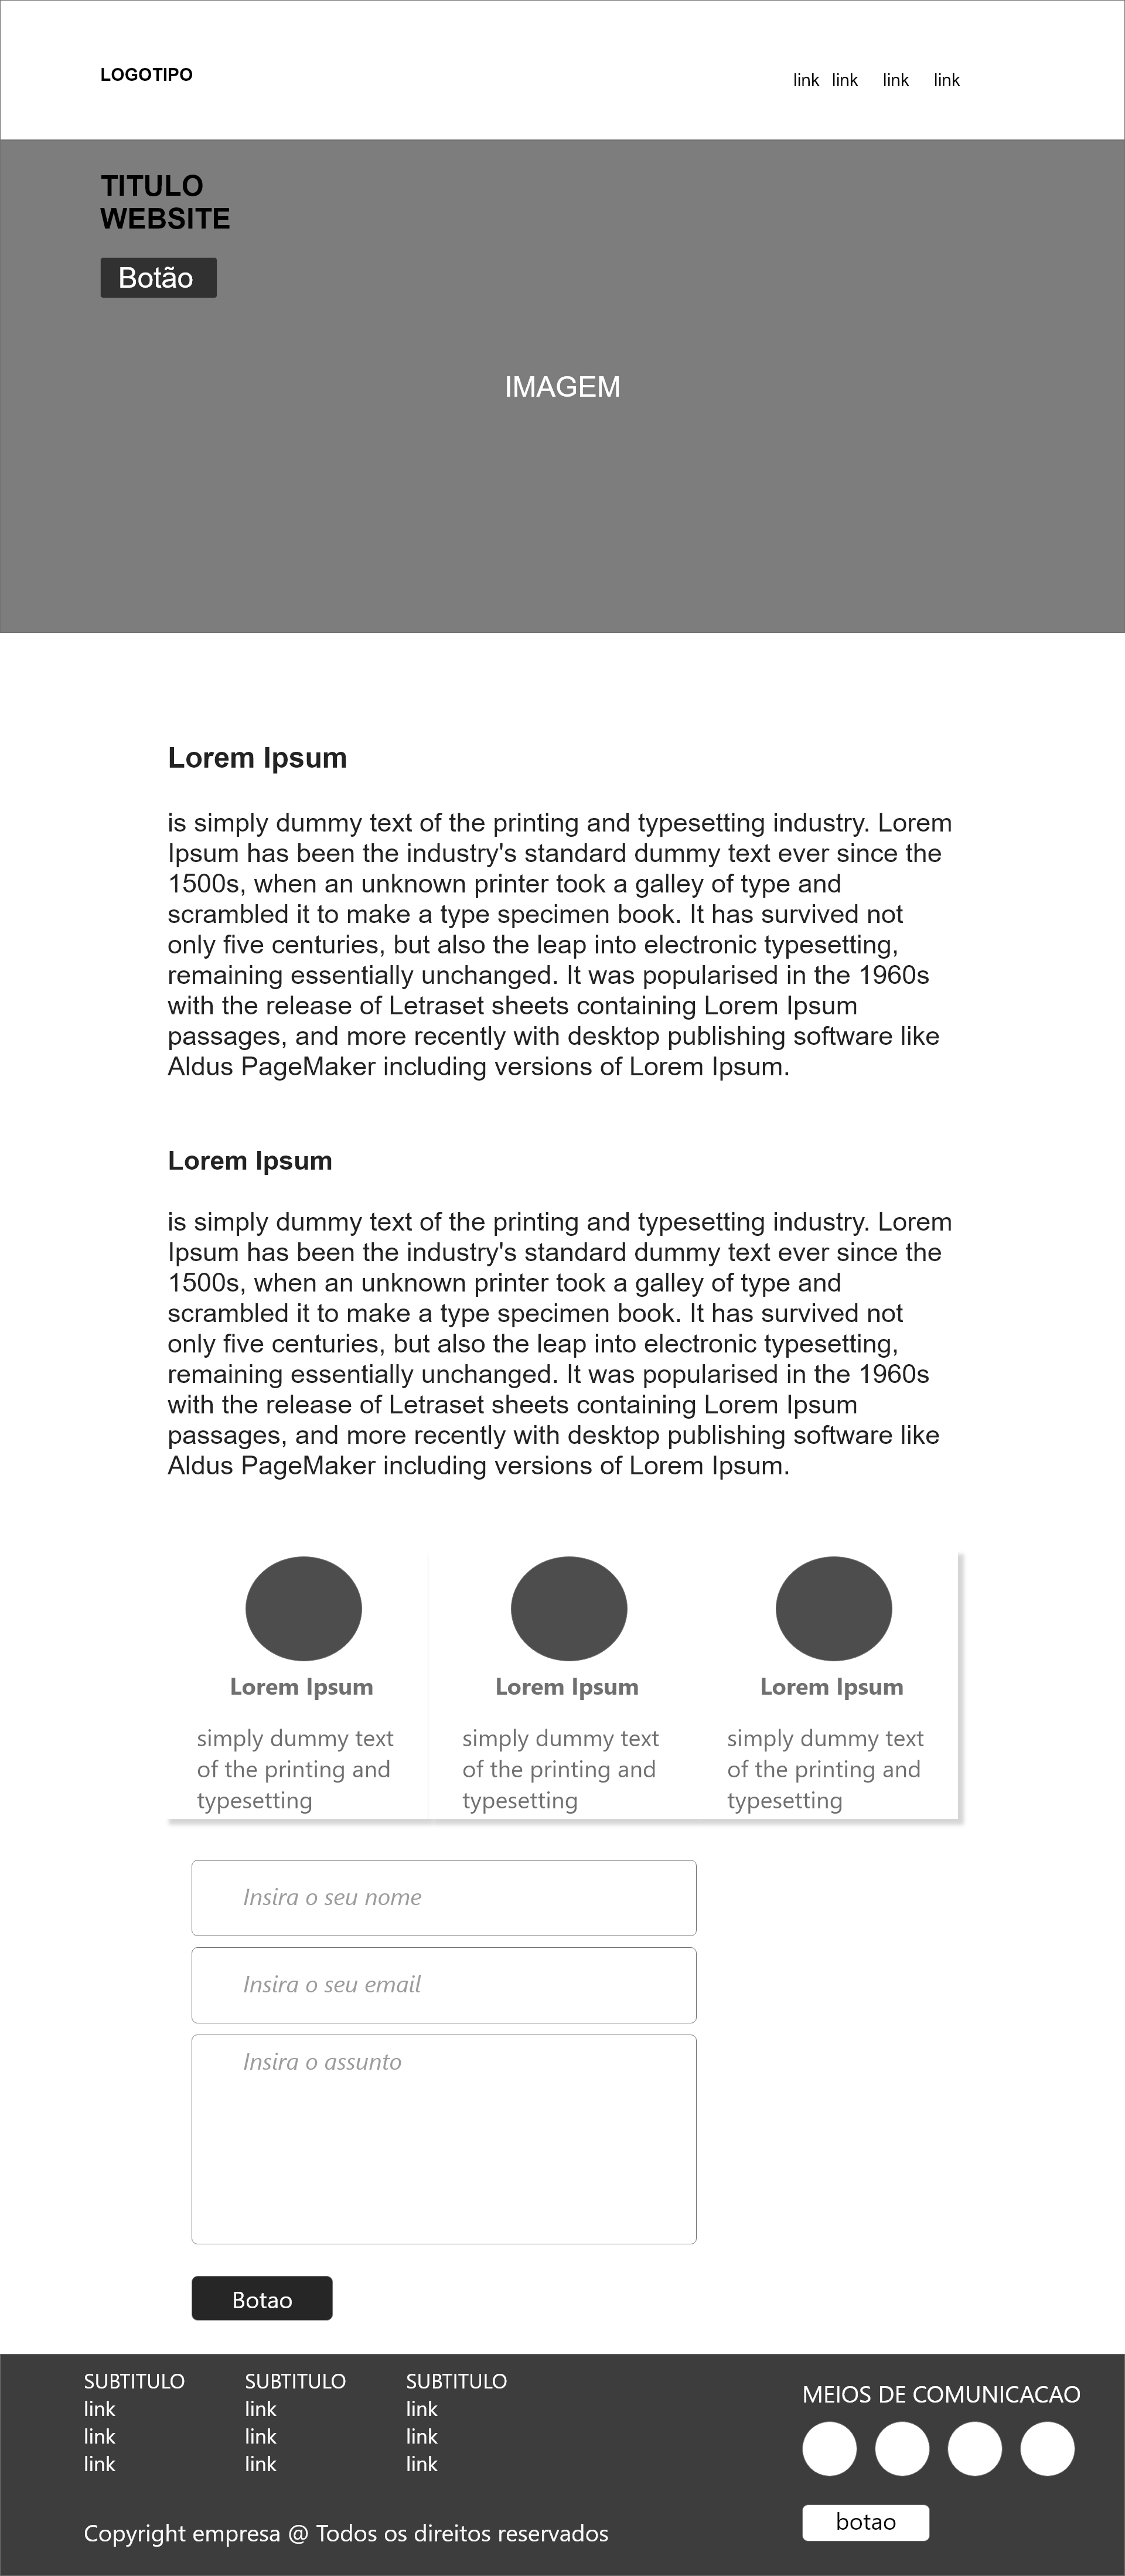 LOGOTIPO
link link link link
TITULO
WEBSITE
Botão
IMAGEM
Lorem Ipsum
is simply dummy text of the printing and typesetting industry. Lorem
Ipsum has been the industry's standard dummy text ever since the
1500s, when an unknown printer took a galley of type and
scrambled it to make a type specimen book. It has survived not
only five centuries, but also the leap into electronic typesetting,
remaining essentially unchanged. It was popularised in the 1960s
with the release of Letraset sheets containing Lorem Ipsum
passages, and more recently with desktop publishing software like
Aldus PageMaker including versions of Lorem Ipsum.
Lorem Ipsum
is simply dummy text of the printing and typesetting industry. Lorem
Ipsum has been the industry's standard dummy text ever since the
1500s, when an unknown printer took a galley of type and
scrambled it to make a type specimen book. It has survived not
only five centuries, but also the leap into electronic typesetting,
remaining essentially unchanged. It was popularised in the 1960s
with the release of Letraset sheets containing Lorem Ipsum
passages, and more recently with desktop publishing software like
Aldus PageMaker including versions of Lorem Ipsum.
Lorem Ipsum
simply dummy text
of the printing and
typesetting
Lorem Ipsum
simply dummy text
of the printing and
typesetting
Lorem Ipsum
simply dummy text
of the printing and
typesetting
Insira o seu nome
Insira o seu email
Insira o assunto
Botao
SUBTITULO
link
link
link
SUBTITULO
link
link
link
SUBTITULO
link
link
link
MEIOS DE COMUNICACAO
botao
Copyright empresa @ Todos os direitos reservados